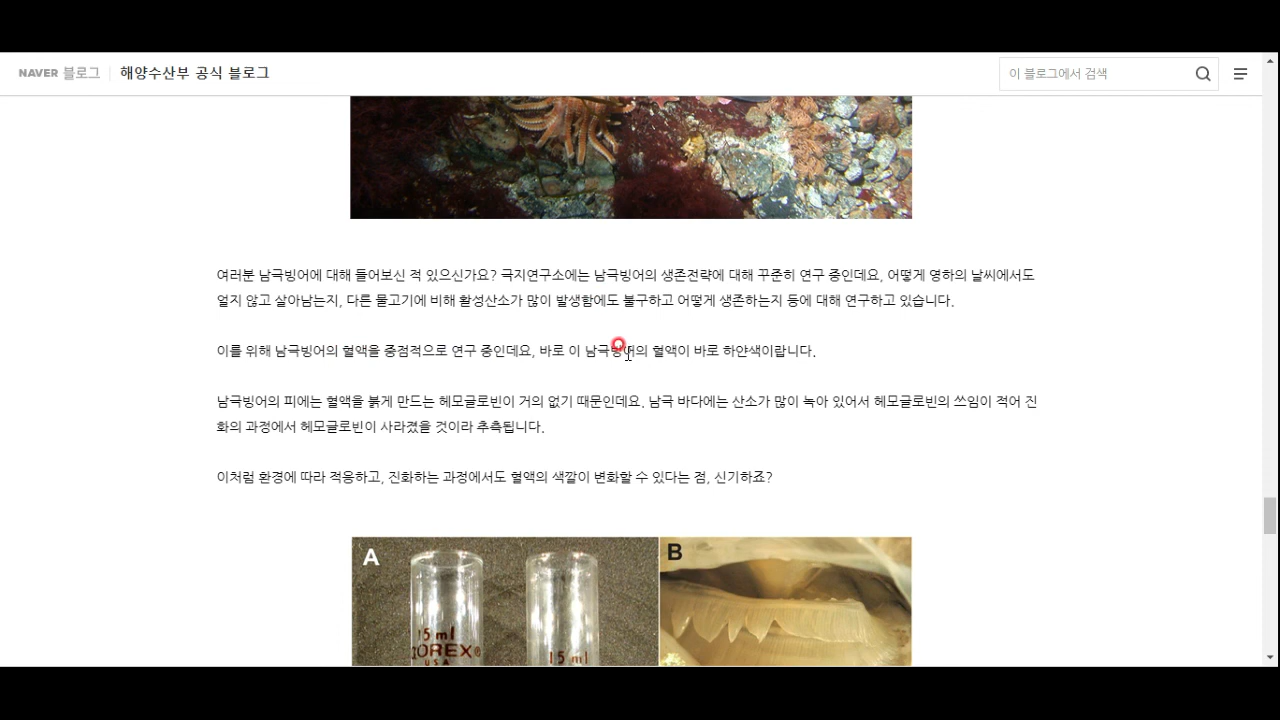 NAVER 블로그 해양수산부 공식 블로그
이 블로그에서 검색
여러분 남극빙어에 대해 들어보신 적 있으신가요? 극지연구소에는 남극빙어의 생존전략에 대해 꾸준히 연구 중인데요, 어떻게 영하의 날씨에서도
얼지 않고 살아남는지, 다른 물고기에 비해 활성산소가 많이 발생함에도 불구하고 어떻게 생존하는지 등에 대해 연구하고 있습니다.
이를 위해 남극빙어의 혈액을 중점적으로 연구 중인데요, 바로 이 남극빙어의 혈액이 바로 하얀색이랍니다.
남극빙어의 피에는 혈액을 붉게 만드는 헤모글로빈이 거의 없기 때문인데요. 남극 바다에는 산소가 많이 녹아 있어서 헤모글로빈의 쓰임이 적어 진
화의 과정에서 헤모글로빈이 사라졌을 것이라 추측됩니다.
이처럼 환경에 따라 적응하고, 진화하는 과정에서도 혈액의 색깔이 변화할 수 있다는 점, 신기하죠?
A
B
15 ml
COREX®
USA
15 ml